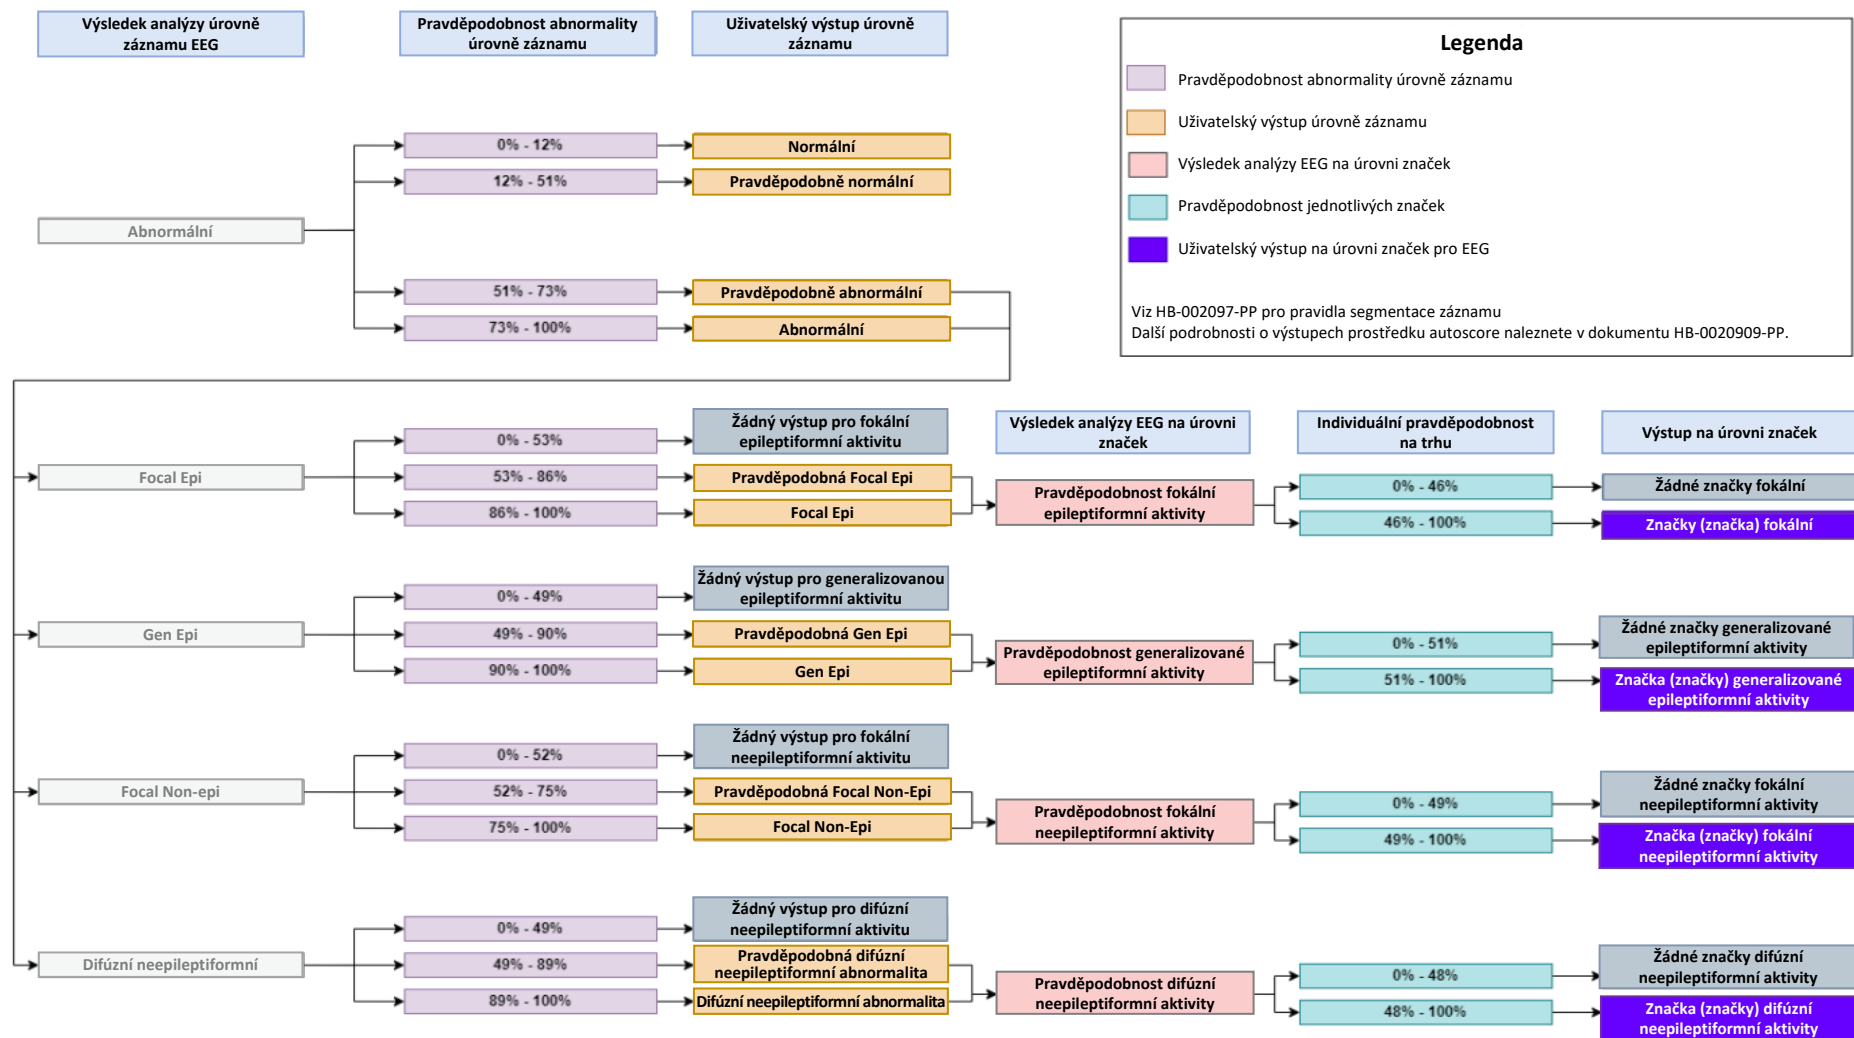 Výsledek analýzy úrovně
záznamu EEG
Pravděpodobnost abnormality
úrovně záznamu
Uživatelský výstup úrovně
záznamu
Legenda
Pravděpodobnost abnormality úrovně záznamu
Uživatelský výstup úrovně záznamu
Výsledek analýzy EEG na úrovni značek
Pravděpodobnost jednotlivých značek
Uživatelský výstup na úrovni značek pro EEG
Viz HB-002097-PP pro pravidla segmentace záznamu
Další podrobnosti o výstupech prostředku autoscore naleznete v dokumentu HB-0020909-PP.
Abnormální
0% - 12%
Normální
12% - 51%
Pravděpodobně normální
51% - 73%
Pravděpodobně abnormální
73% - 100%
Abnormální
Výsledek analýzy EEG na úrovni
značek
Individuální pravděpodobnost
na trhu
Výstup na úrovni značek
Focal Epi
0% - 53%
Žádný výstup pro fokální
epileptiformní aktivitu
53% - 86%
Pravděpodobná Focal Epi
86% - 100%
Focal Epi
Pravděpodobnost fokální
epileptiformní aktivity
0% - 46%
Žádné značky fokální
46% - 100%
Značky (značka) fokální
Gen Epi
0% - 49%
Žádný výstup pro generalizovanou
epileptiformní aktivitu
49% - 90%
Pravděpodobná Gen Epi
90% - 100%
Gen Epi
Pravděpodobnost generalizované
epileptiformní aktivity
0% - 51%
Žádné značky generalizované
epileptiformní aktivity
51% - 100%
Značka (značky) generalizované
epileptiformní aktivity
Focal Non-epi
0% - 52%
Žádný výstup pro fokální
neepileptiformní aktivitu
52% - 75%
Pravděpodobná Focal Non-Epi
75% - 100%
Focal Non-Epi
Pravděpodobnost fokální
neepileptiformní aktivity
0% - 49%
Žádné značky fokální
neepileptiformní aktivity
49% - 100%
Značka (značky) fokální
neepileptiformní aktivity
Difúzní neepileptiformní
0% - 49%
Žádný výstup pro difúzní
neepileptiformní aktivitu
49% - 89%
Pravděpodobná difúzní
neepileptiformní abnormalita
89% - 100%
Difúzní neepileptiformní abnormalita
Pravděpodobnost difúzní
neepileptiformní aktivity
0% - 48%
Žádné značky difúzní
neepileptiformní aktivity
48% - 100%
Značka (značky) difúzní
neepileptiformní aktivity